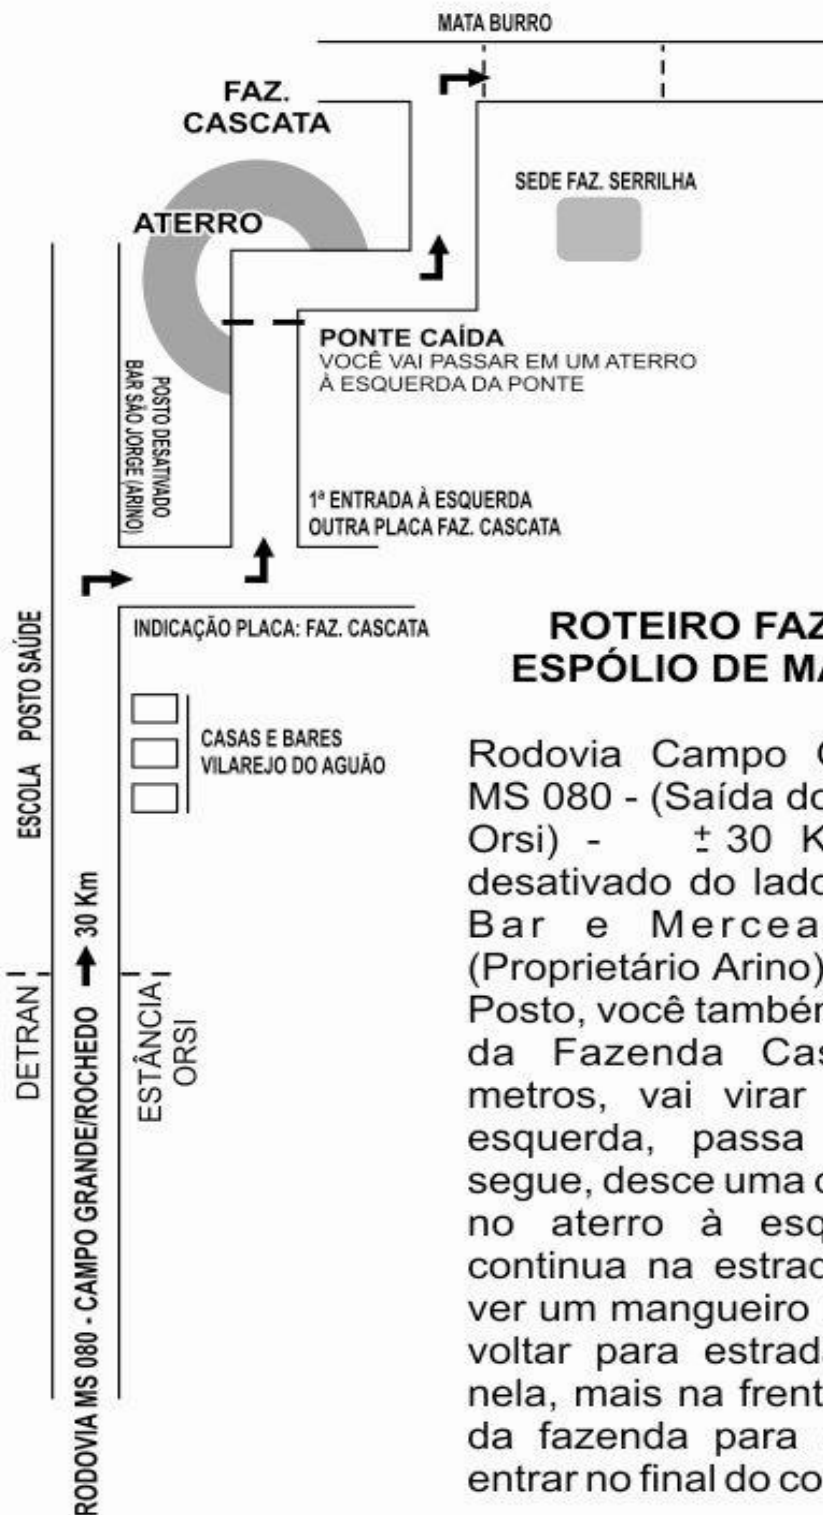 MATA BURRO
FAZ.
CASCATA
SEDE FAZ. SERRILHA
ATERRO
PONTE CAÍDA
VOCÊ VAI PASSAR EM UM ATERRO
À ESQUERDA DA PONTE
POSTO DESATIVADO
BAR SÃO JORGE (ARINO)
1ª ENTRADA À ESQUERDA
OUTRA PLACA FAZ. CASCATA
INDICAÇÃO PLACA: FAZ. CASCATA
ESCOLA POSTO SAÚDE
CASAS E BARES
VILAREJO DO AGUÃO
DETRAN
RODOVIA MS 080 - CAMPO GRANDE/ROCHEDO 30 Km
ESTÂNCIA
ORSI
ROTEIRO FAZ
ESPÓLIO DE MA
Rodovia Campo
MS 080 - (Saída do
Orsi) - ± 30 K
desativado do lado
Bar e Mercea
(Proprietário Arino)
Posto, você també
da Fazenda Cas
metros, vai virar
esquerda, passa
segue, desce uma
no aterro à esq
continua na estrad
ver um mangueiro
voltar para estrad
nela, mais na frent
da fazenda para
entrar no final do co